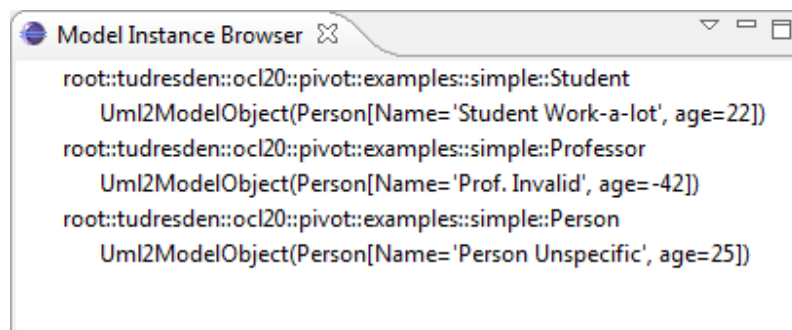 Model Instance Browser
root::tudresden::ocl20::pivot::examples::simple::Student
Uml2ModelObject(Person[Name='Student Work-a-lot', age=22])
root::tudresden::ocl20::pivot::examples::simple::Professor
Uml2ModelObject(Person[Name='Prof. Invalid', age=-42])
root::tudresden::ocl20::pivot::examples::simple::Person
Uml2ModelObject(Person[Name='Person Unspecific', age=25])